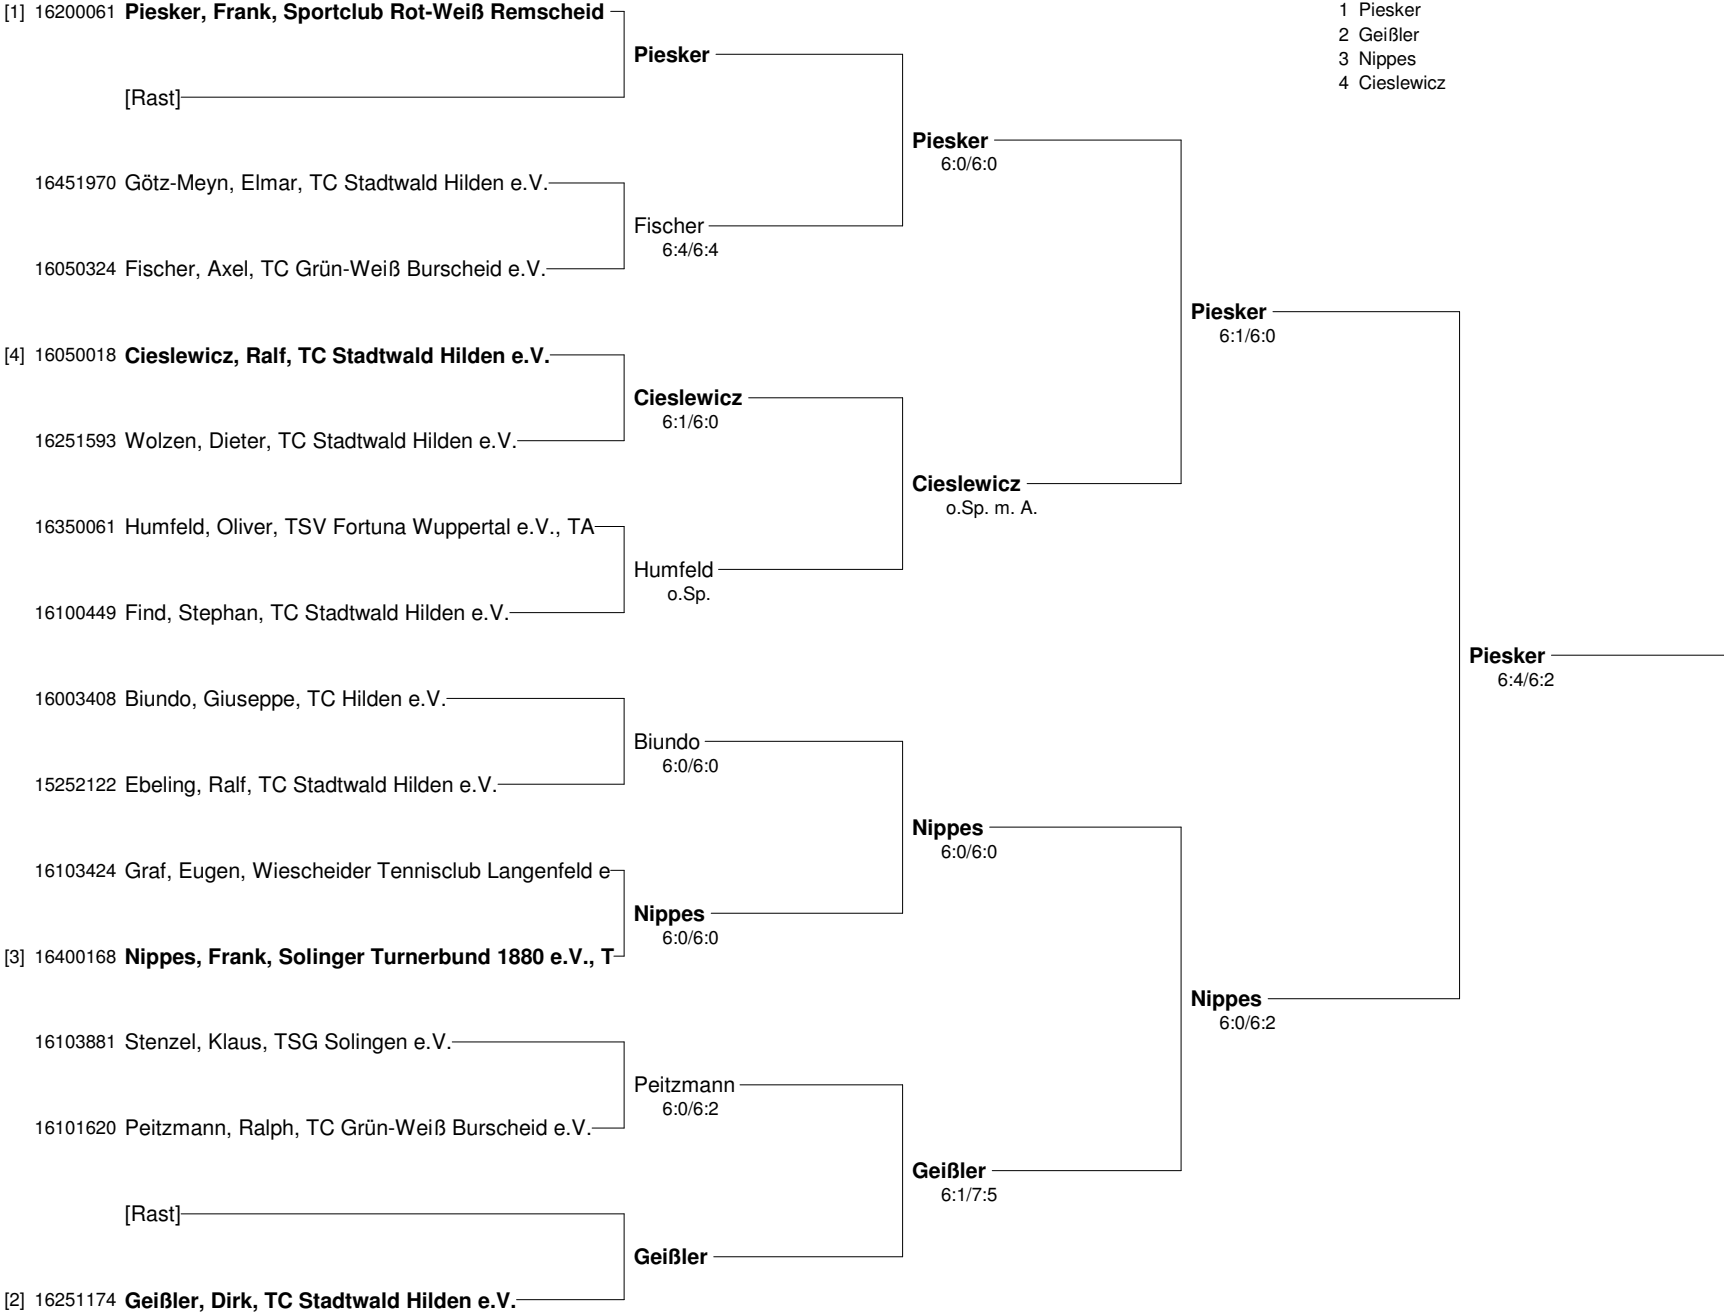 [1] 16200061 Piesker, Frank, Sportclub Rot-Weiß Remscheid
[Rast]
16451970 Götz-Meyn, Elmar, TC Stadtwald Hilden e.V.
16050324 Fischer, Axel, TC Grün-Weiß Burscheid e.V.
[4] 16050018 Cieslewicz, Ralf, TC Stadtwald Hilden e.V.
16251593 Wolzen, Dieter, TC Stadtwald Hilden e.V.
16350061 Humfeld, Oliver, TSV Fortuna Wuppertal e.V., TA
16100449 Find, Stephan, TC Stadtwald Hilden e.V.
16003408 Biundo, Giuseppe, TC Hilden e.V.
15252122 Ebeling, Ralf, TC Stadtwald Hilden e.V.
16103424 Graf, Eugen, Wiescheider Tennisclub Langenfeld e
[3] 16400168 Nippes, Frank, Solinger Turnerbund 1880 e.V., T
16103881 Stenzel, Klaus, TSG Solingen e.V.
16101620 Peitzmann, Ralph, TC Grün-Weiß Burscheid e.V.
[Rast]
[2] 16251174 Geißler, Dirk, TC Stadtwald Hilden e.V.
Piesker
Fischer
6:4/6:4
Cieslewicz
6:1/6:0
Humfeld
o.Sp.
Biundo
6:0/6:0
Nippes
6:0/6:0
Peitzmann
6:0/6:2
Geißler
Piesker
6:0/6:0
Cieslewicz
o.Sp. m. A.
Nippes
6:0/6:0
Geißler
6:1/7:5
Piesker
6:1/6:0
Nippes
6:0/6:2
Piesker
6:4/6:2
1 Piesker
2 Geißler
3 Nippes
4 Cieslewicz